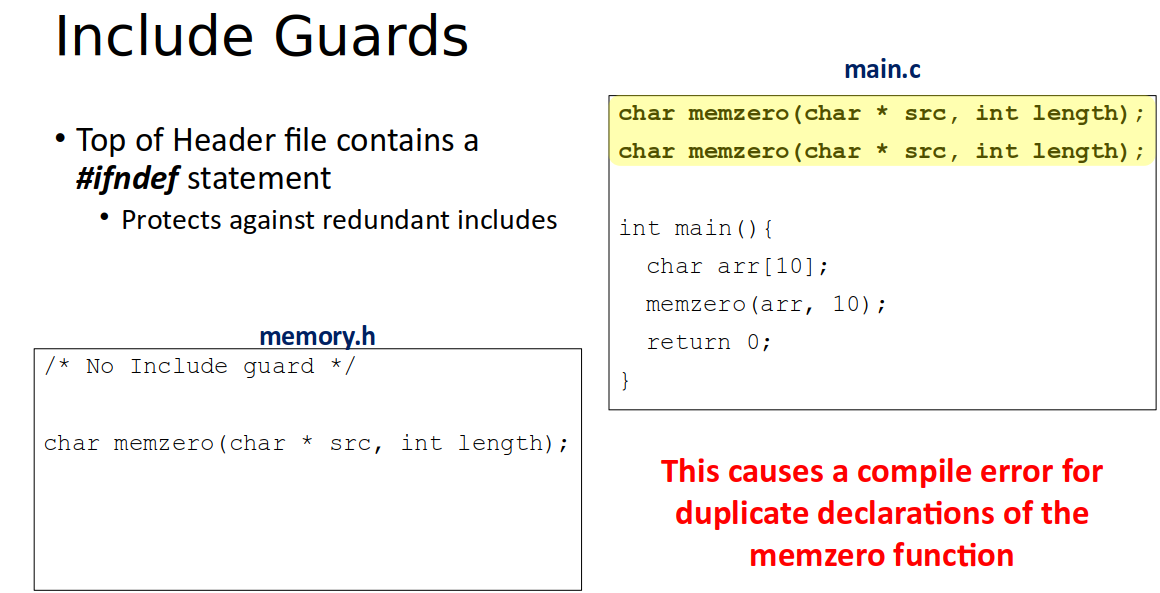 Include Guards
• Top of Header file contains a
#ifndef statement
• Protects against redundant includes
memory.h
/* No Include guard */
char memzero(char * src, int length);
main.c
char memzero(char * src, int length);
char memzero(char * src, int length);
int main(){
char arr[10];
memzero(arr, 10);
return 0;
}
This causes a compile error for
duplicate declarations of the
memzero function